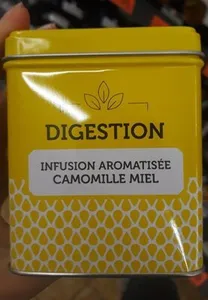 DIGESTION
INFUSION AROMATISÉE
CAMOMILLE MIEL